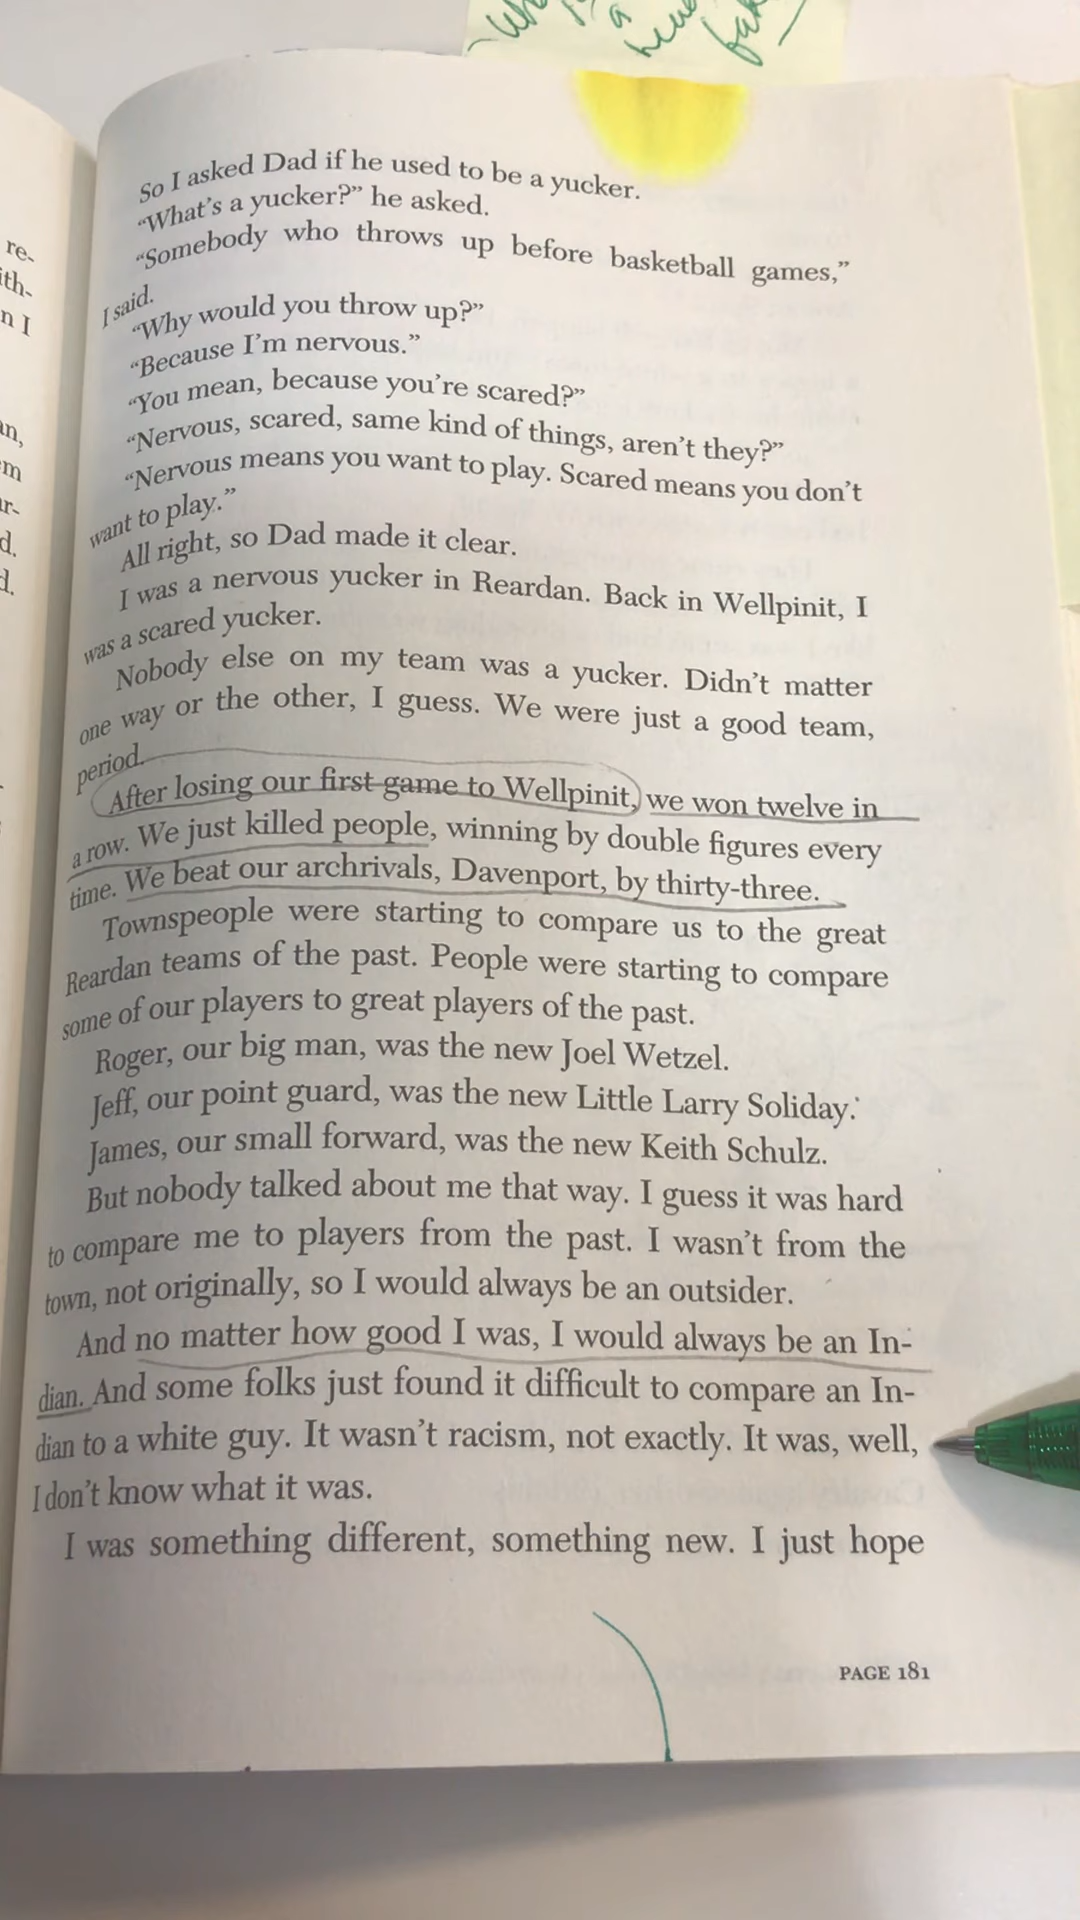 a
So I asked Dad if he used to be a yucker.
“What’s a yucker?” he asked.
“Somebody who throws up before basketball games,”
I said.
“Why would you throw up?”
“Because I’m nervous.”
“You mean, because you’re scared?”
“Nervous, scared, same kind of things, aren’t they?”
“Nervous means you want to play. Scared means you don’t
want to play.”
All right, so Dad made it clear.
I was a nervous yucker in Reardan. Back in Wellpinit, I
was a scared yucker.
Nobody else on my team was a yucker. Didn’t matter
one way or the other, I guess. We were just a good team,
period.
After losing our first game to Wellpinit, we won twelve in
a row. We just killed people, winning by double figures every
time. We beat our archrivals, Davenport, by thirty-three.
Townspeople were starting to compare us to the great
Reardan teams of the past. People were starting to compare
some of our players to great players of the past.
Roger, our big man, was the new Joel Wetzel.
Jeff, our point guard, was the new Little Larry Soliday.
James, our small forward, was the new Keith Schulz.
But nobody talked about me that way. I guess it was hard
to compare me to players from the past. I wasn’t from the
town, not originally, so I would always be an outsider.
And no matter how good I was, I would always be an In-
dian. And some folks just found it difficult to compare an In-
dian to a white guy. It wasn’t racism, not exactly. It was, well,
I don’t know what it was.
I was something different, something new. I just hope
PAGE 181
re-
ith-
n I
m
d.
d.